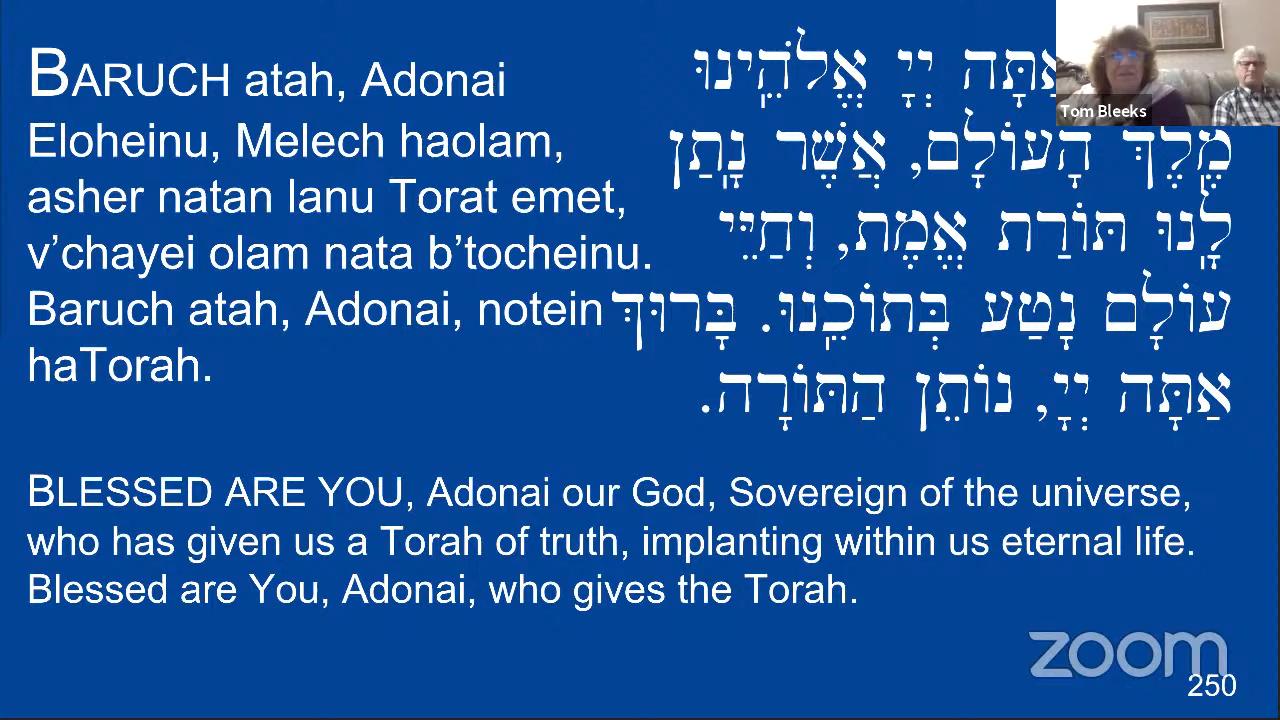 BARUCH atah, Adonai
Eloheinu, Melech haolam,
asher natan lanu Torat emet,
v’chayei olam nata b’tocheinu.
Baruch atah, Adonai, notein
haTorah.
אַתָּה יְיָ אֱלֹהֵֽינוּ
מֶֽלֶךְ הָעוֹלָם, אֲשֶׁר נָֽתַן
לָֽנוּ תּוֹרַת אֱמֶת, וְחַיֵּי
עוֹלָם נָטַע בְּתוֹכֵֽנוּ. בָּרוּךְ
אַתָּה יְיָ, נוֹתֵן הַתּוֹרָה.
Tom Bleeks
BLESSED ARE YOU, Adonai our God, Sovereign of the universe,
who has given us a Torah of truth, implanting within us eternal life.
Blessed are You, Adonai, who gives the Torah.
zoom
250